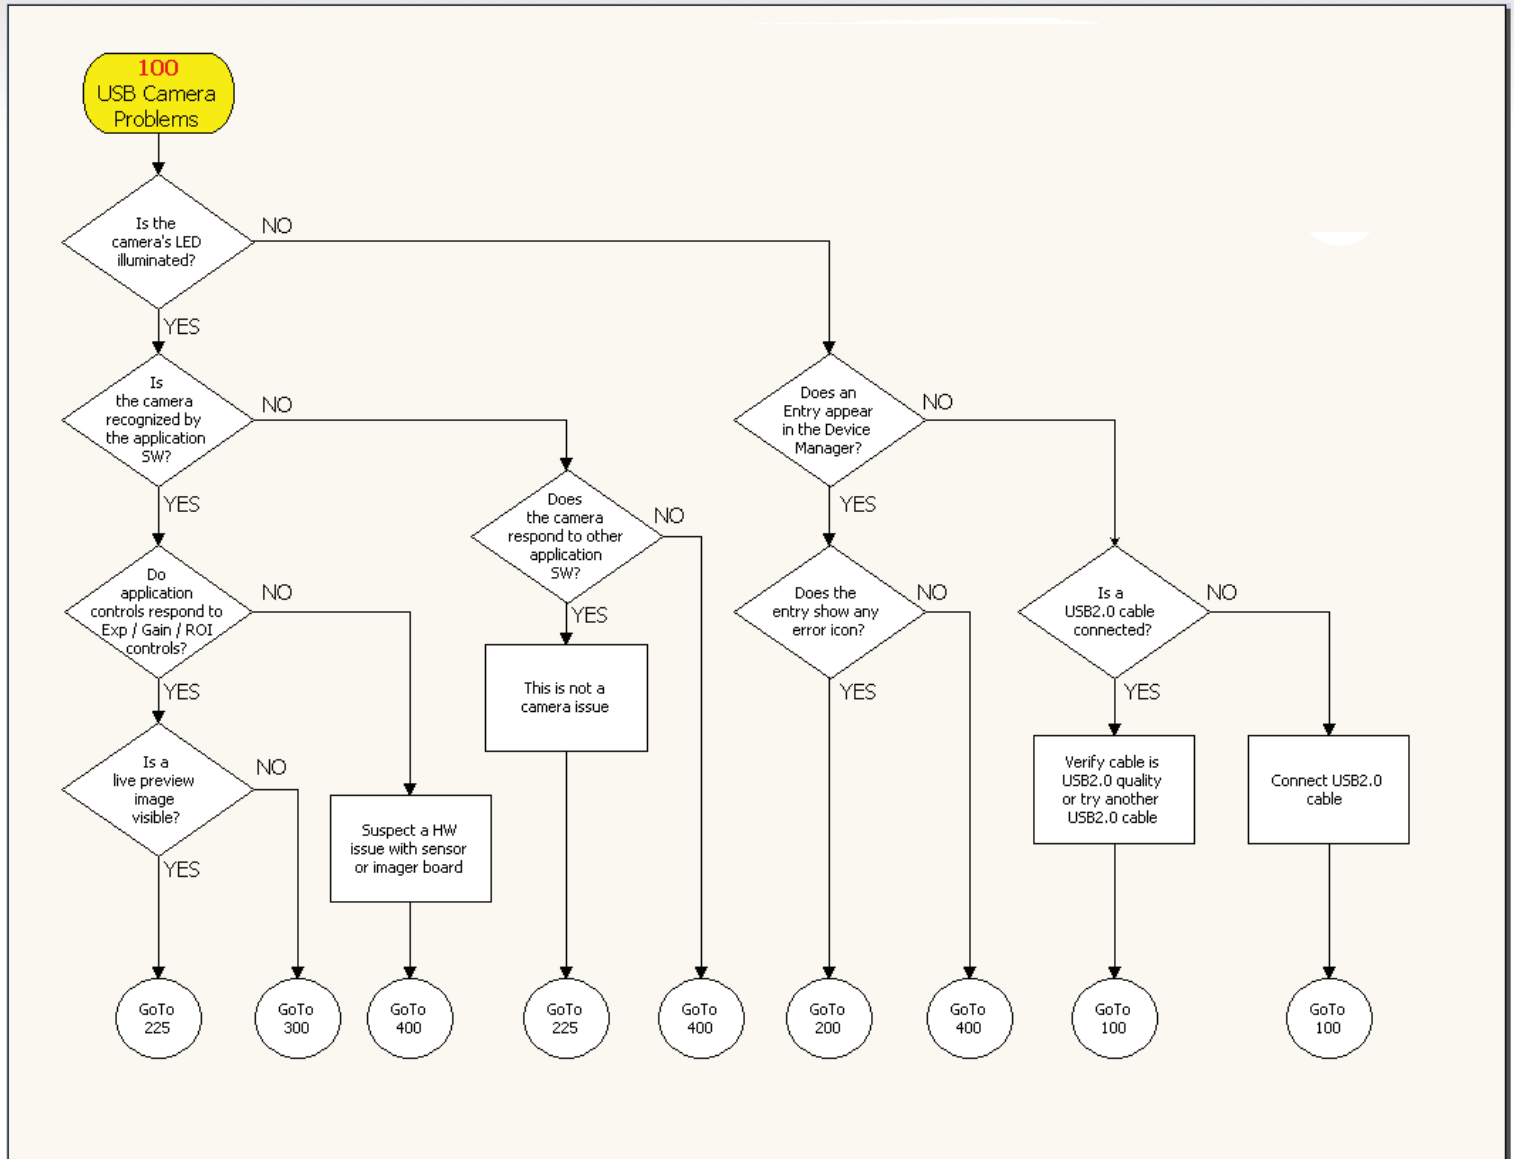 100
USB Camera
Problems
Is the
camera's LED
illuminated?
NO
YES
Is
the camera
recognized by
the application
SW?
NO
YES
Does an
Entry appear
in the Device
Manager?
NO
YES
Does
the camera
respond to other
application
SW?
NO
YES
Do
application
controls respond to
Exp / Gain / ROI
controls?
NO
YES
Does the
entry show any
error icon?
NO
YES
Is a
USB2.0 cable
connected?
NO
YES
This is not a
camera issue
Is a
live preview
image
visible?
NO
YES
Suspect a HW
issue with sensor
or imager board
Verify cable is
USB2.0 quality
or try another
USB2.0 cable
Connect USB2.0
cable
GoTo
225
GoTo
300
GoTo
400
GoTo
225
GoTo
400
GoTo
200
GoTo
400
GoTo
100
GoTo
100